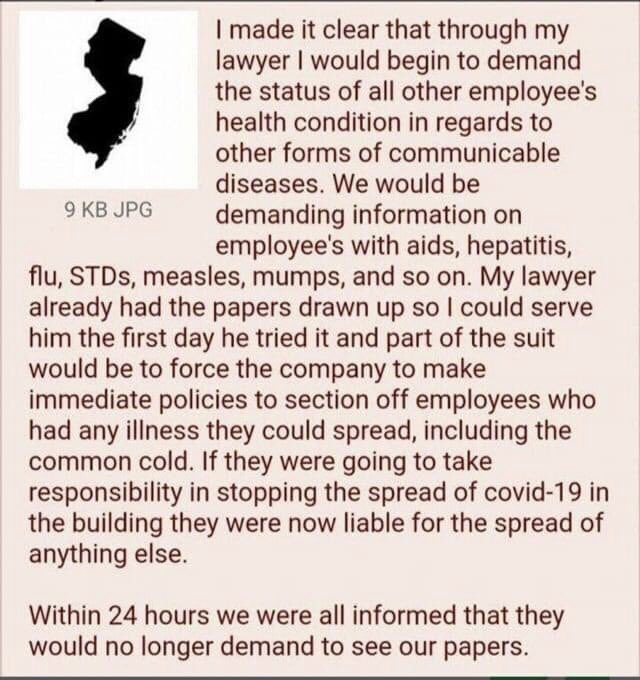 I made it clear that through my
lawyer I would begin to demand
the status of all other employee's
health condition in regards to
other forms of communicable
diseases. We would be
demanding information on
employee's with aids, hepatitis,
9 KB JPG
flu, STDs, measles, mumps, and so on. My lawyer
already had the papers drawn up so I could serve
him the first day he tried it and part of the suit
would be to force the company to make
immediate policies to section off employees who
had any illness they could spread, including the
common cold. If they were going to take
responsibility in stopping the spread of covid-19 in
the building they were now liable for the spread of
anything else.
Within 24 hours we were all informed that they
would no longer demand to see our papers.